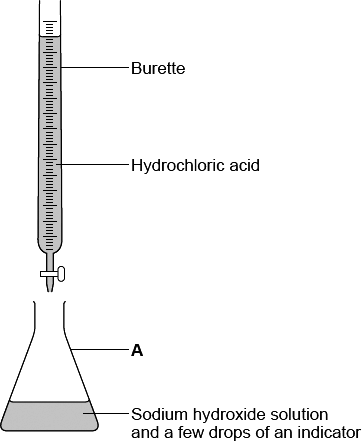 Burette
Hydrochloric acid
A
Sodium hydroxide solution
and a few drops of an indicator